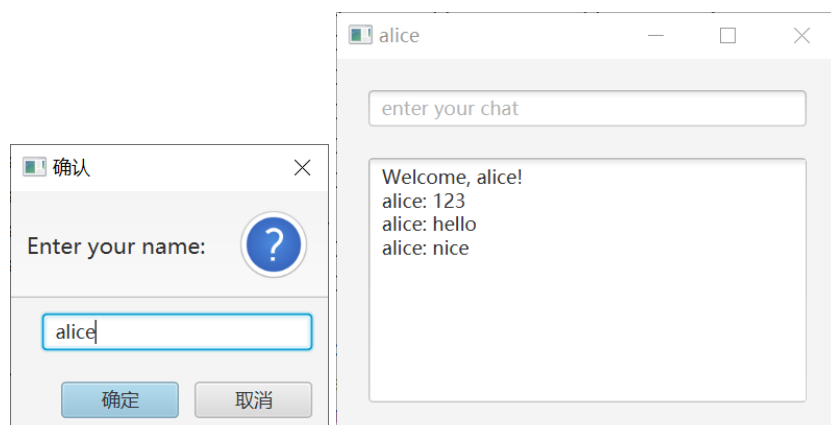 确认
Enter your name:
?
alice
确定
取消
alice
enter your chat
Welcome, alice!
alice: 123
alice: hello
alice: nice